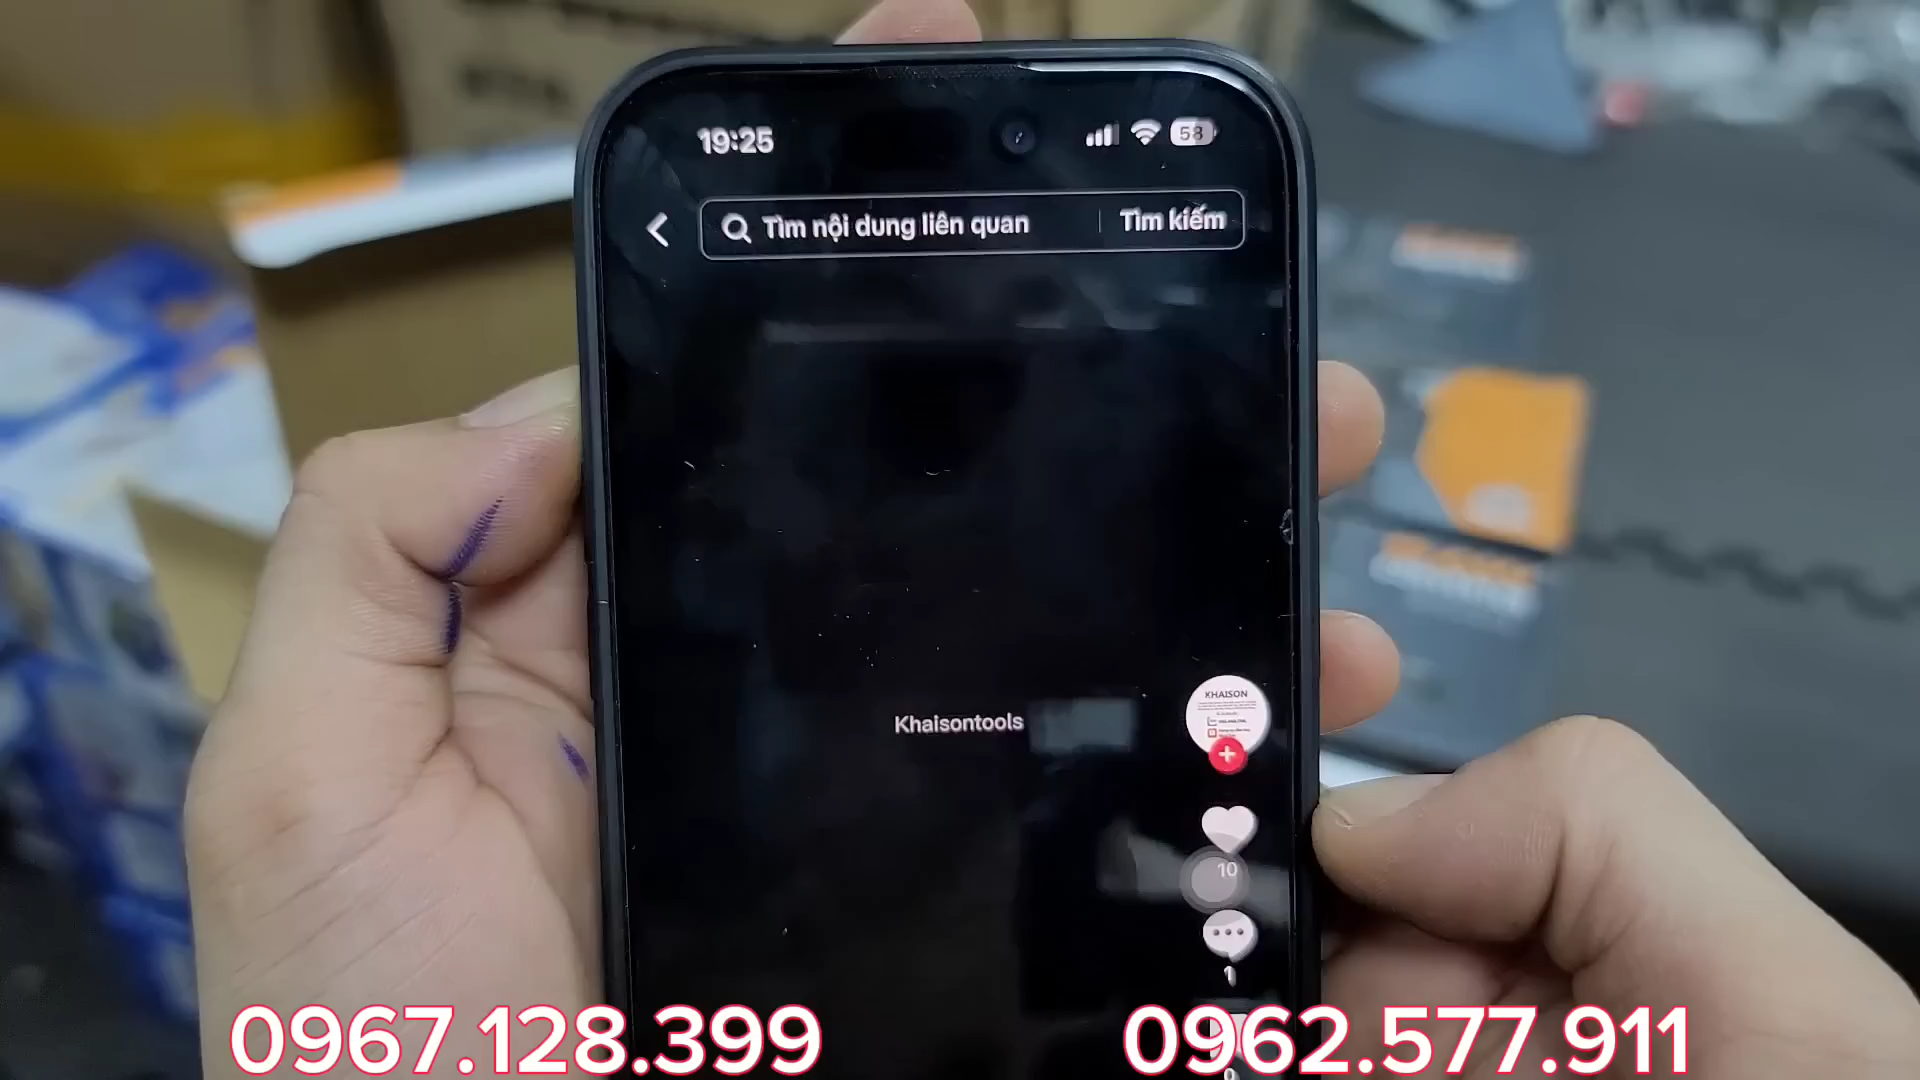 19:25
58
Tìm nội dung liên quan
Tìm kiếm
KHAISON
Khaisontools
10
1
0967.128.399
0962.577.911